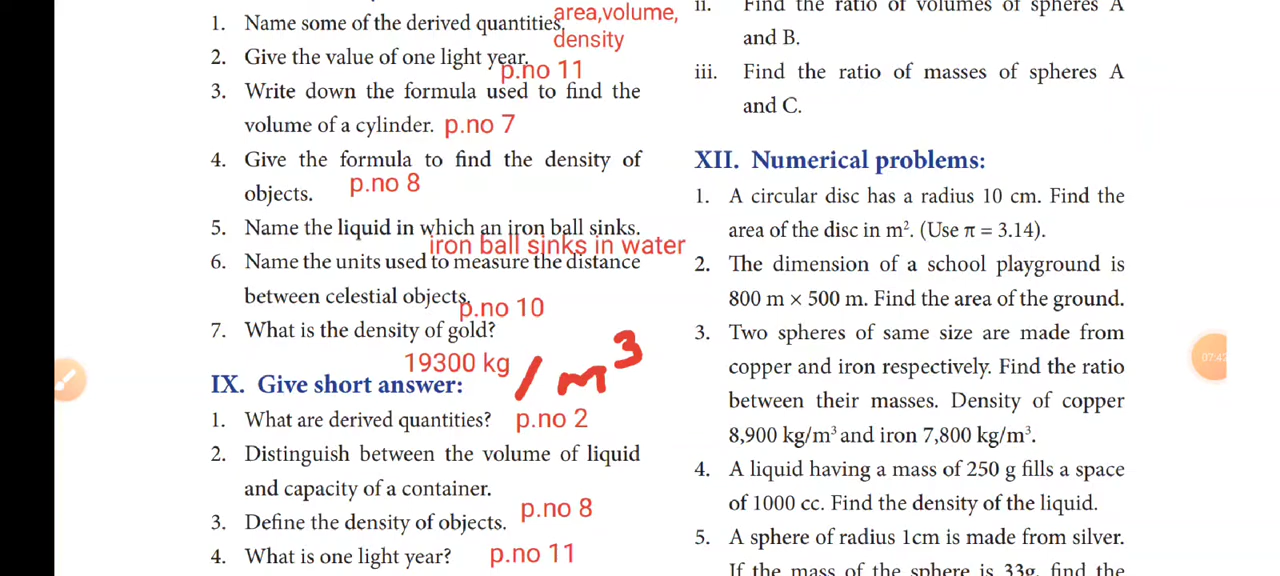 1. Name some of the derived quantities.
area,volume,
density
2. Give the value of one light year.
p.no 11
3. Write down the formula used to find the
volume of a cylinder. p.no 7
4. Give the formula to find the density of
objects. p.no 8
5. Name the liquid in which an iron ball sinks.
iron ball sinks in water
6. Name the units used to measure the distance
between celestial objects.
p.no 10
7. What is the density of gold?
19300 kg / m³
IX. Give short answer:
1. What are derived quantities? p.no 2
2. Distinguish between the volume of liquid
and capacity of a container.
p.no 8
3. Define the density of objects.
4. What is one light year? p.no 11
ii. Find the ratio of volumes of spheres A
and B.
iii. Find the ratio of masses of spheres A
and C.
XII. Numerical problems:
1. A circular disc has a radius 10 cm. Find the
area of the disc in m². (Use π = 3.14).
2. The dimension of a school playground is
800 m × 500 m. Find the area of the ground.
3. Two spheres of same size are made from
copper and iron respectively. Find the ratio
between their masses. Density of copper
8,900 kg/m³ and iron 7,800 kg/m³.
4. A liquid having a mass of 250 g fills a space
of 1000 cc. Find the density of the liquid.
5. A sphere of radius 1cm is made from silver.
If the mass of the sphere is 33g, find the